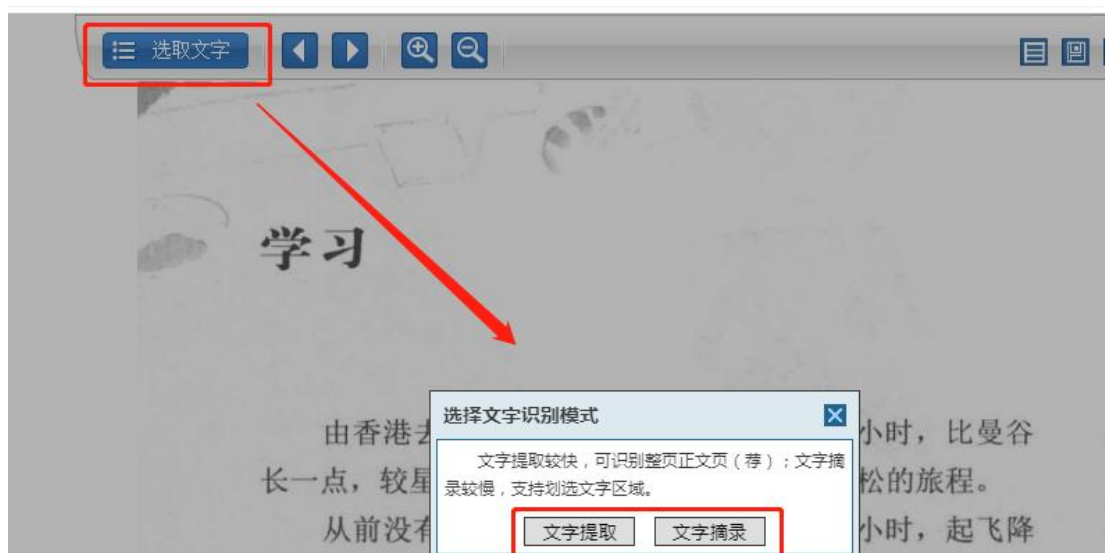 选取文字
学习
选择文字识别模式
文字提取较快，可识别整页正文页（荐）；文字摘
录较慢，支持划选文字区域。
文字提取 文字摘录
由香港去 小时，比曼谷
长一点，较星 松的旅程。
从前没有 小时，起飞降